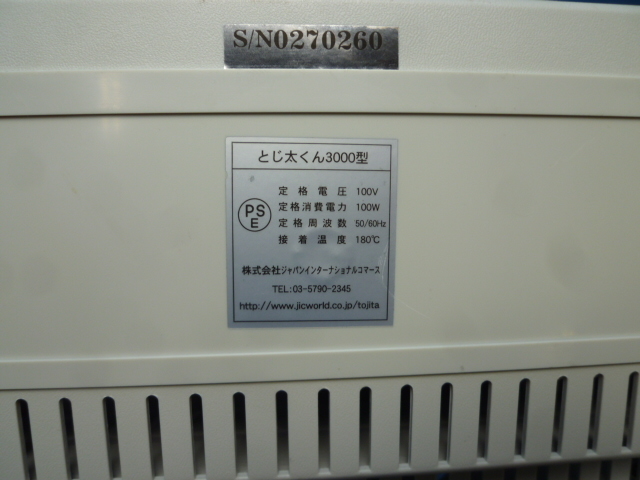 S/N0270260
とじ太くん3000型
定格電圧 100V
定格消費電力 100W
定格周波数 50/60Hz
接着温度 180℃
PS
E
株式会社ジャパンインターナショナルコマース
TEL:03-5790-2345
http://www.jicworld.co.jp/tojita